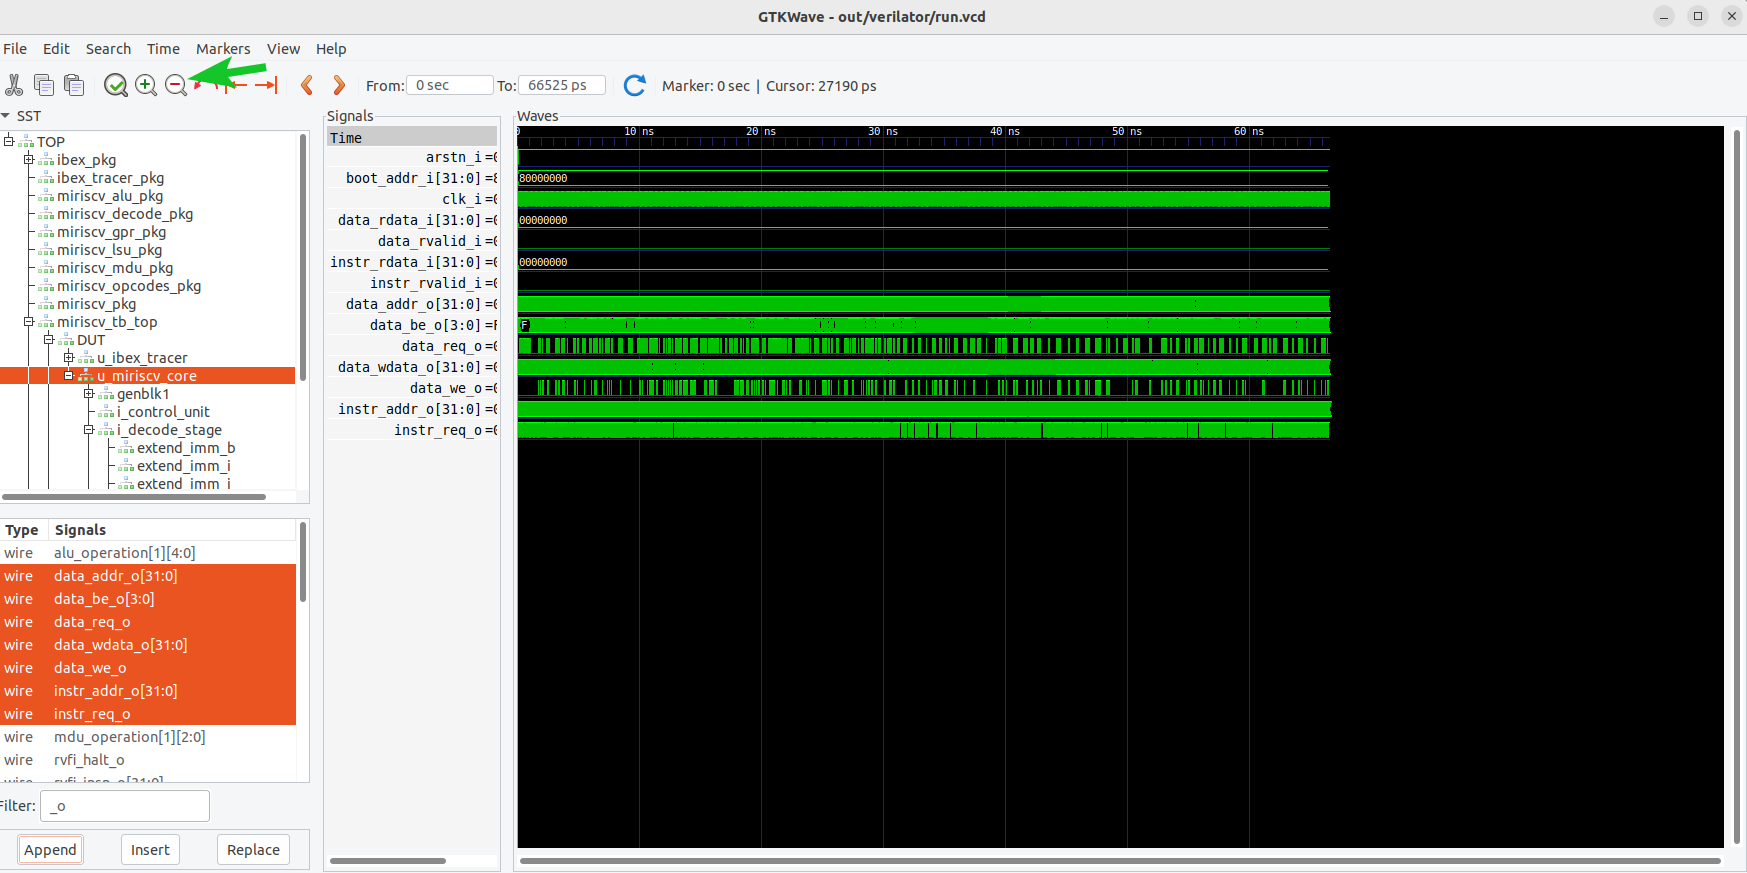 GTKWave - out/verilator/run.vcd
File Edit Search Time Markers View Help
From: 0 sec To: 66525 ps Marker: 0 sec | Cursor: 27190 ps
SST
TOP
ibex_pkg
ibex_tracer_pkg
miriscv_alu_pkg
miriscv_decode_pkg
miriscv_gpr_pkg
miriscv_lsu_pkg
miriscv_mdu_pkg
miriscv_opcodes_pkg
miriscv_pkg
miriscv_tb_top
DUT
u_ibex_tracer
u_miriscv_core
genblk1
i_control_unit
i_decode_stage
extend_imm_b
extend_imm_i
extend_imm_j
Type Signals
wire alu_operation[1][4:0]
wire data_addr_o[31:0]
wire data_be_o[3:0]
wire data_req_o
wire data_wdata_o[31:0]
wire data_we_o
wire instr_addr_o[31:0]
wire instr_req_o
wire mdu_operation[1][2:0]
wire rvfi_halt_o
wire rvfi_insn_o[31:0]
Filter: _o
Append Insert Replace
Signals
Time
arstn_i =0
boot_addr_i[31:0] =8
clk_i =0
data_rdata_i[31:0] =0
data_rvalid_i =0
instr_rdata_i[31:0] =0
instr_rvalid_i =0
data_addr_o[31:0] =0
data_be_o[3:0] =F
data_req_o =0
data_wdata_o[31:0] =0
data_we_o =0
instr_addr_o[31:0] =0
instr_req_o =0
Waves
0 10 ns 20 ns 30 ns 40 ns 50 ns 60 ns
80000000
00000000
00000000
F